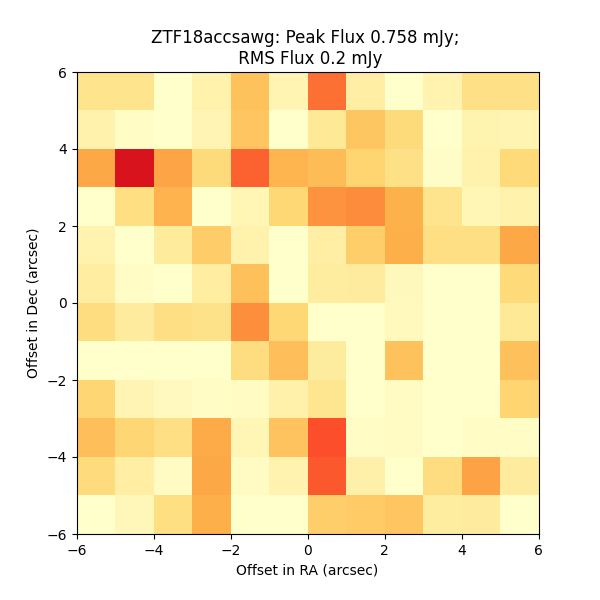 ZTF18accsawg: Peak Flux 0.758 mJy;
RMS Flux 0.2 mJy
6
4
2
0
−2
−4
−6
Offset in Dec (arcsec)
−6 −4 −2 0 2 4 6
Offset in RA (arcsec)